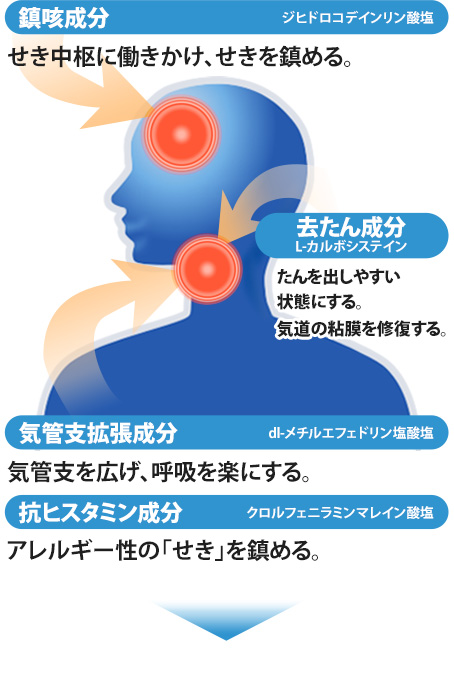 鎮咳成分 ジヒドロコデインリン酸塩
せき中枢に働きかけ、せきを鎮める。
去たん成分
L-カルボシステイン
たんを出しやすい
状態にする。
気道の粘膜を修復する。
気管支拡張成分 dl-メチルエフェドリン塩酸塩
気管支を広げ、呼吸を楽にする。
抗ヒスタミン成分 クロルフェニラミンマレイン酸塩
アレルギー性の「せき」を鎮める。